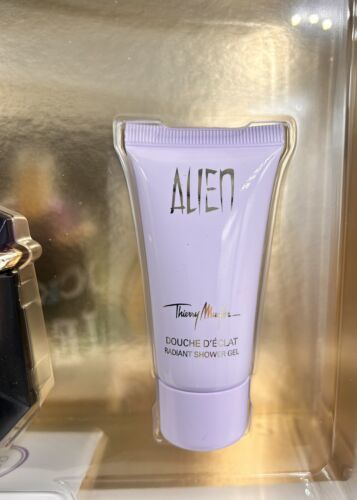 ALIEN
Thierry Mugler
DOUCHE D'ÉCLAT
RADIANT SHOWER GEL